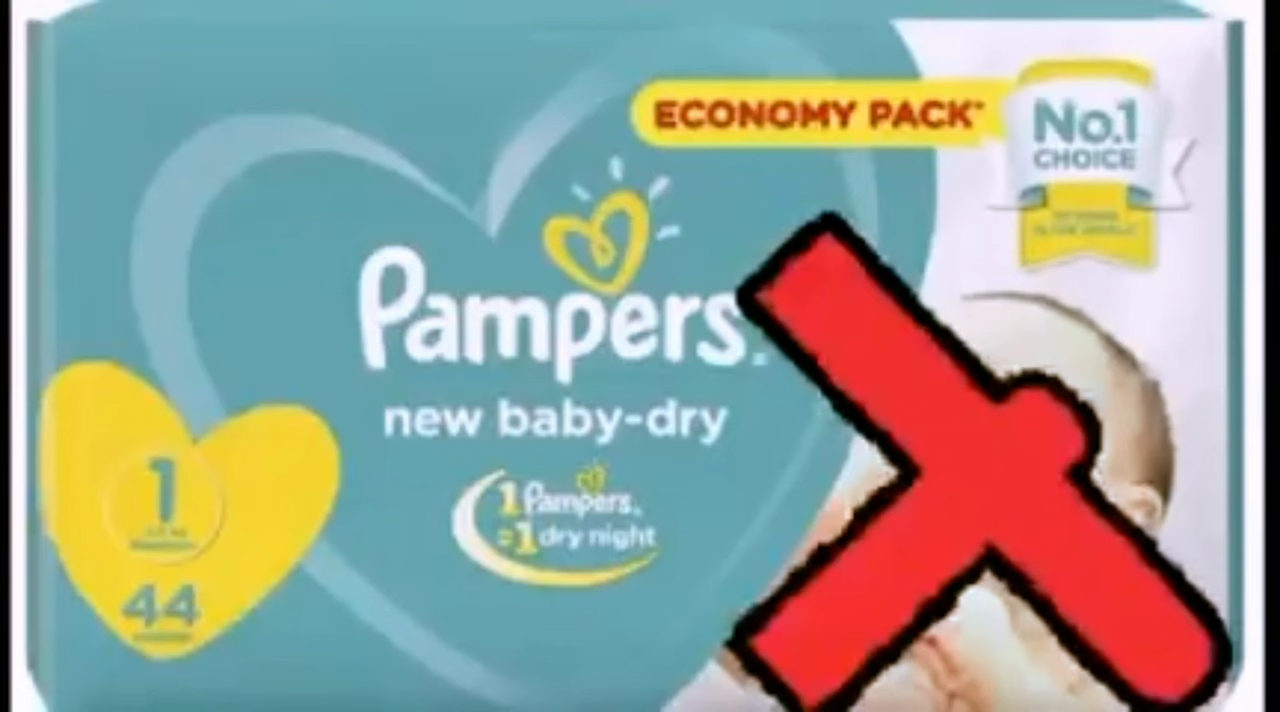 ECONOMY PACK*
No.1
CHOICE
Pampers.
new baby-dry
1 Pampers.
=1 dry night
1
44